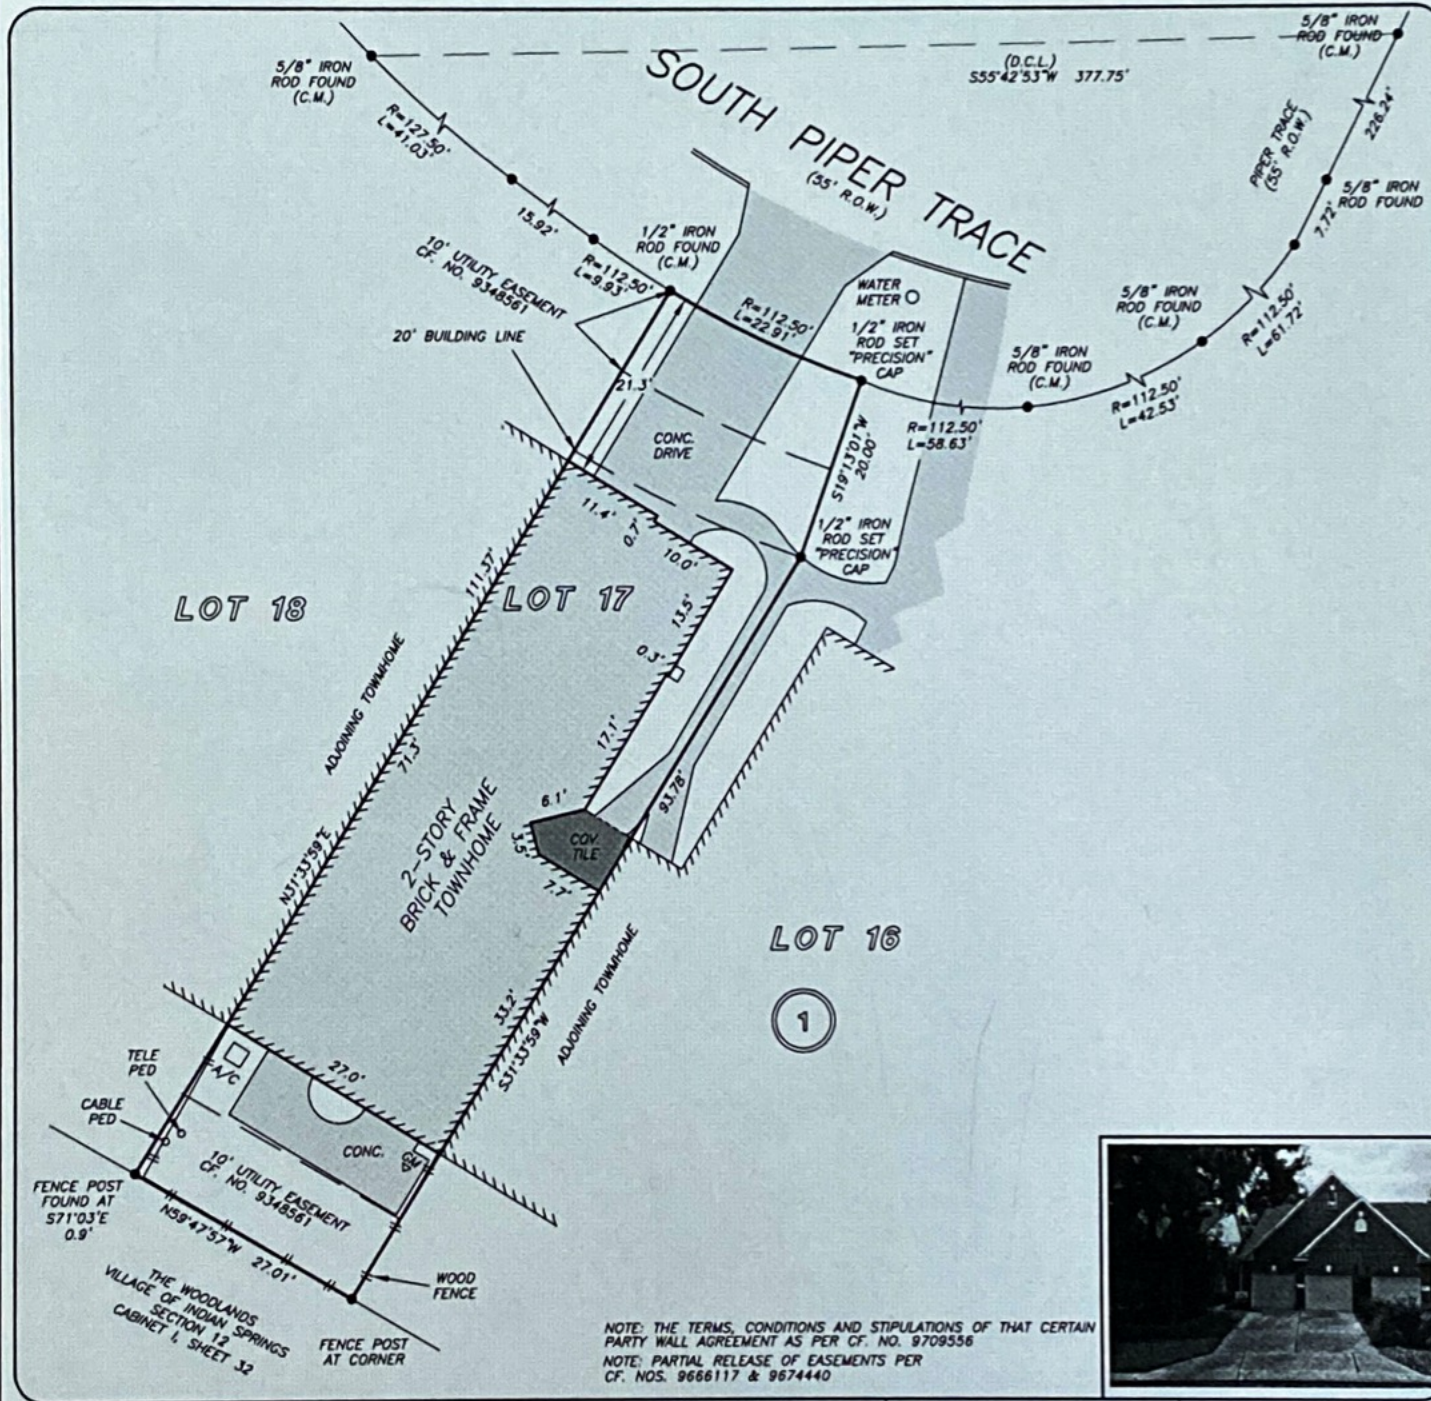 5/8" IRON
ROD FOUND
(C.M.)
(D.C.L.)
S55°42'53"W 377.75'
5/8" IRON
ROD FOUND
(C.M.)
R=127.50'
L=41.03'
SOUTH PIPER TRACE
(55' R.O.W.)
PIPER TRACE
(55' R.O.W.)
226.24'
5/8" IRON
ROD FOUND
7.72'
15.92'
10' UTILITY EASEMENT
CF. NO. 9348561
1/2" IRON
ROD FOUND
(C.M.)
R=112.50'
L=9.93'
R=112.50'
L=22.91'
WATER
METER
1/2" IRON
ROD SET
"PRECISION"
CAP
5/8" IRON
ROD FOUND
(C.M.)
R=112.50'
L=61.72'
5/8" IRON
ROD FOUND
(C.M.)
R=112.50'
L=42.53'
R=112.50'
L=58.63'
20' BUILDING LINE
21.3'
CONC.
DRIVE
S19°13'01"W
20.00'
11.4'
0.7'
10.0'
1/2" IRON
ROD SET
"PRECISION"
CAP
111.37'
LOT 18
LOT 17
13.5'
0.3'
ADJOINING TOWMHOME
71.3'
17.1'
93.78'
6.1'
3.5'
7.7'
COV.
TILE
2-STORY
BRICK & FRAME
TOWNHOME
N31°33'59"E
LOT 16
1
33.2'
S31°33'59"W
ADJOINING TOWMHOME
TELE
PED
CABLE
PED
A/C
27.0'
CONC.
GM
10' UTILITY EASEMENT
CF. NO. 9348561
FENCE POST
FOUND AT
S71°03'E
0.9'
N59°47'57"W 27.01'
WOOD
FENCE
THE WOODLANDS
VILLAGE OF INDIAN SPRINGS
SECTION 12
CABINET I, SHEET 32
FENCE POST
AT CORNER
NOTE: THE TERMS, CONDITIONS AND STIPULATIONS OF THAT CERTAIN
PARTY WALL AGREEMENT AS PER CF. NO. 9709556
NOTE: PARTIAL RELEASE OF EASEMENTS PER
CF. NOS. 9666117 & 9674440